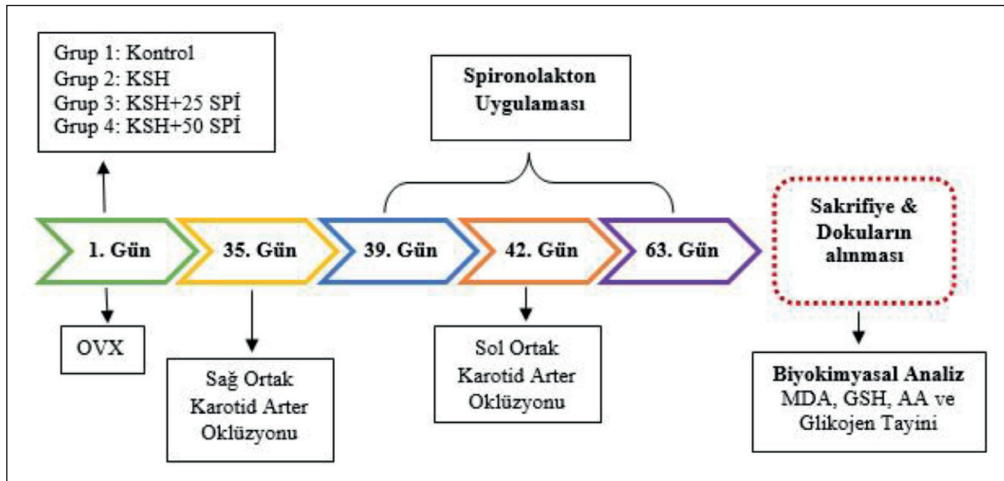 Grup 1: Kontrol
Grup 2: KSH
Grup 3: KSH+25 SPİ
Grup 4: KSH+50 SPİ
Spironolakton
Uygulaması
1. Gün
35. Gün
39. Gün
42. Gün
63. Gün
Sakrifiye &
Dokuların
alınması
OVX
Sağ Ortak
Karotid Arter
Oklüzyonu
Sol Ortak
Karotid Arter
Oklüzyonu
Biyokimyasal Analiz
MDA, GSH, AA ve
Glikojen Tayini